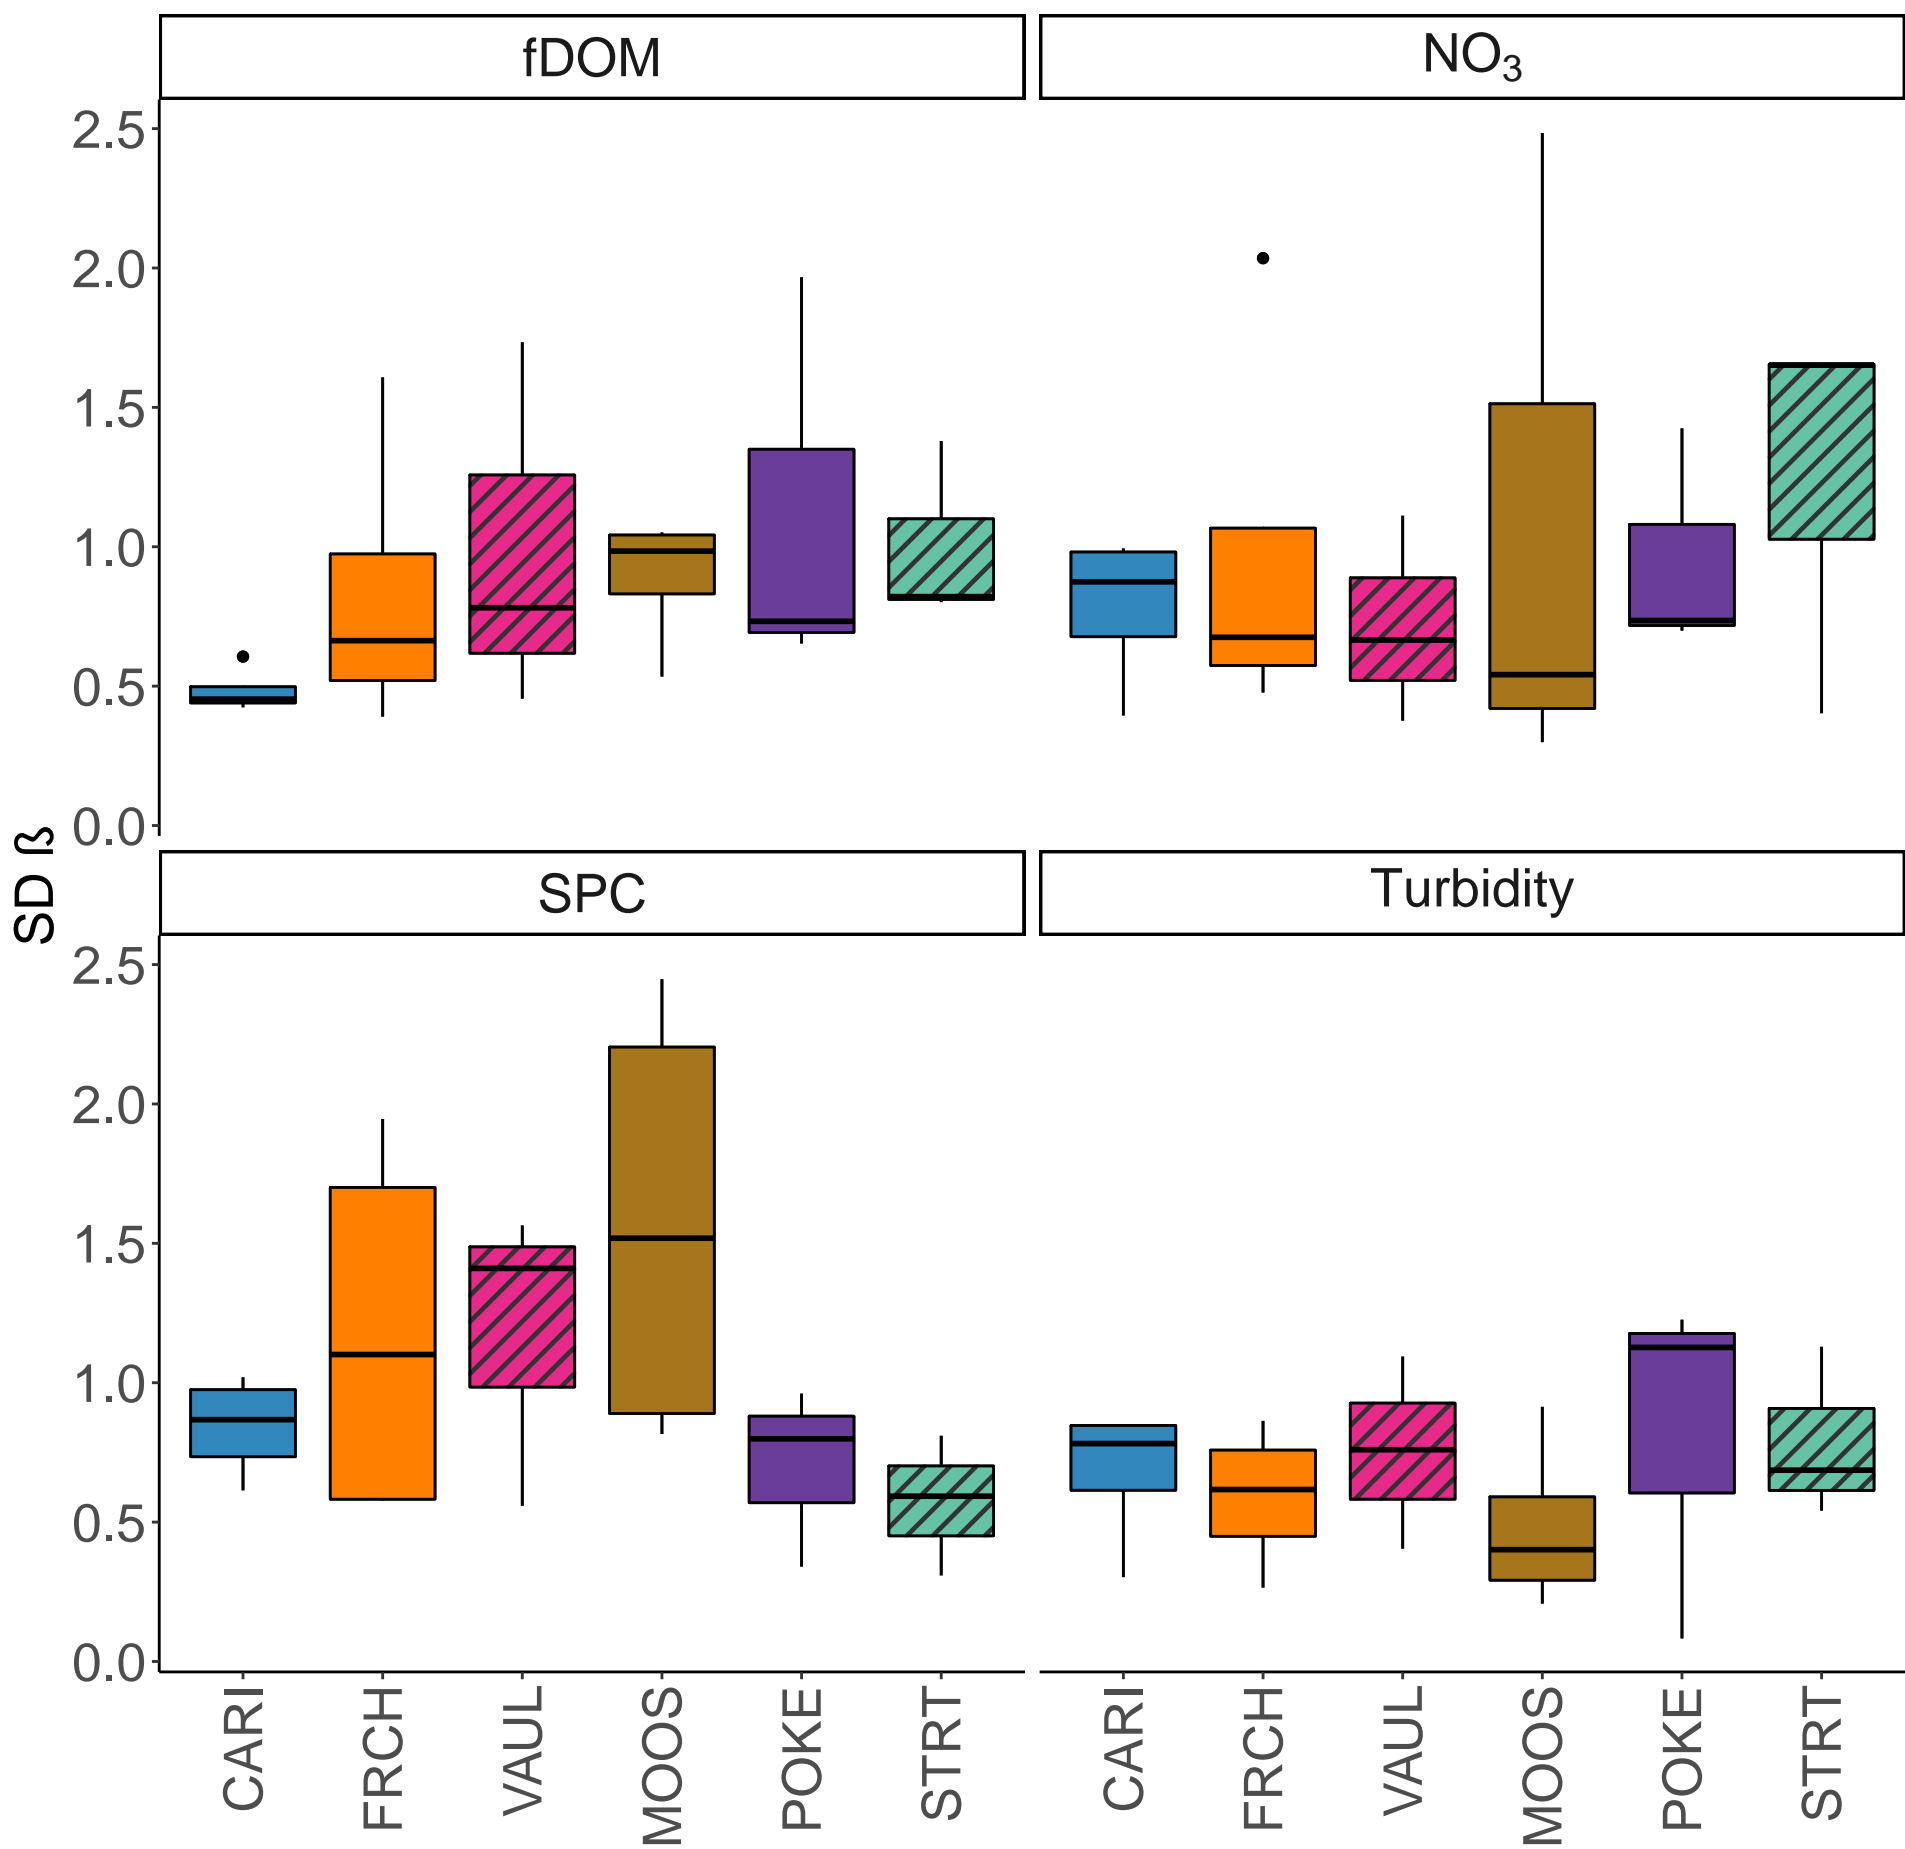 fDOM
NO₃
2.5
2.0
1.5
1.0
0.5
0.0
SD ß
SPC
Turbidity
2.5
2.0
1.5
1.0
0.5
0.0
CARI
FRCH
VAUL
MOOS
POKE
STRT
CARI
FRCH
VAUL
MOOS
POKE
STRT